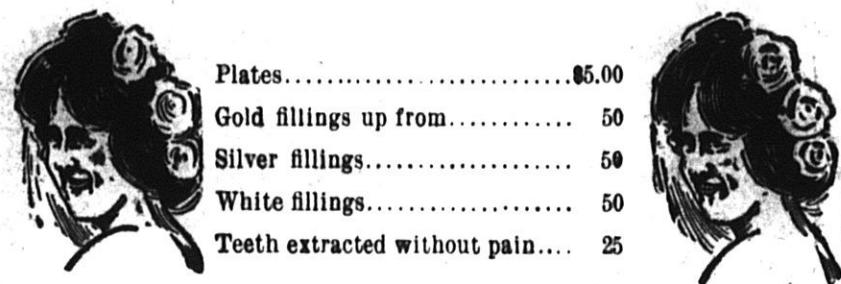 Plates..............................$5.00
Gold fillings up from............ 50
Silver fillings.................... 50
White fillings.................... 50
Teeth extracted without pain.... 25